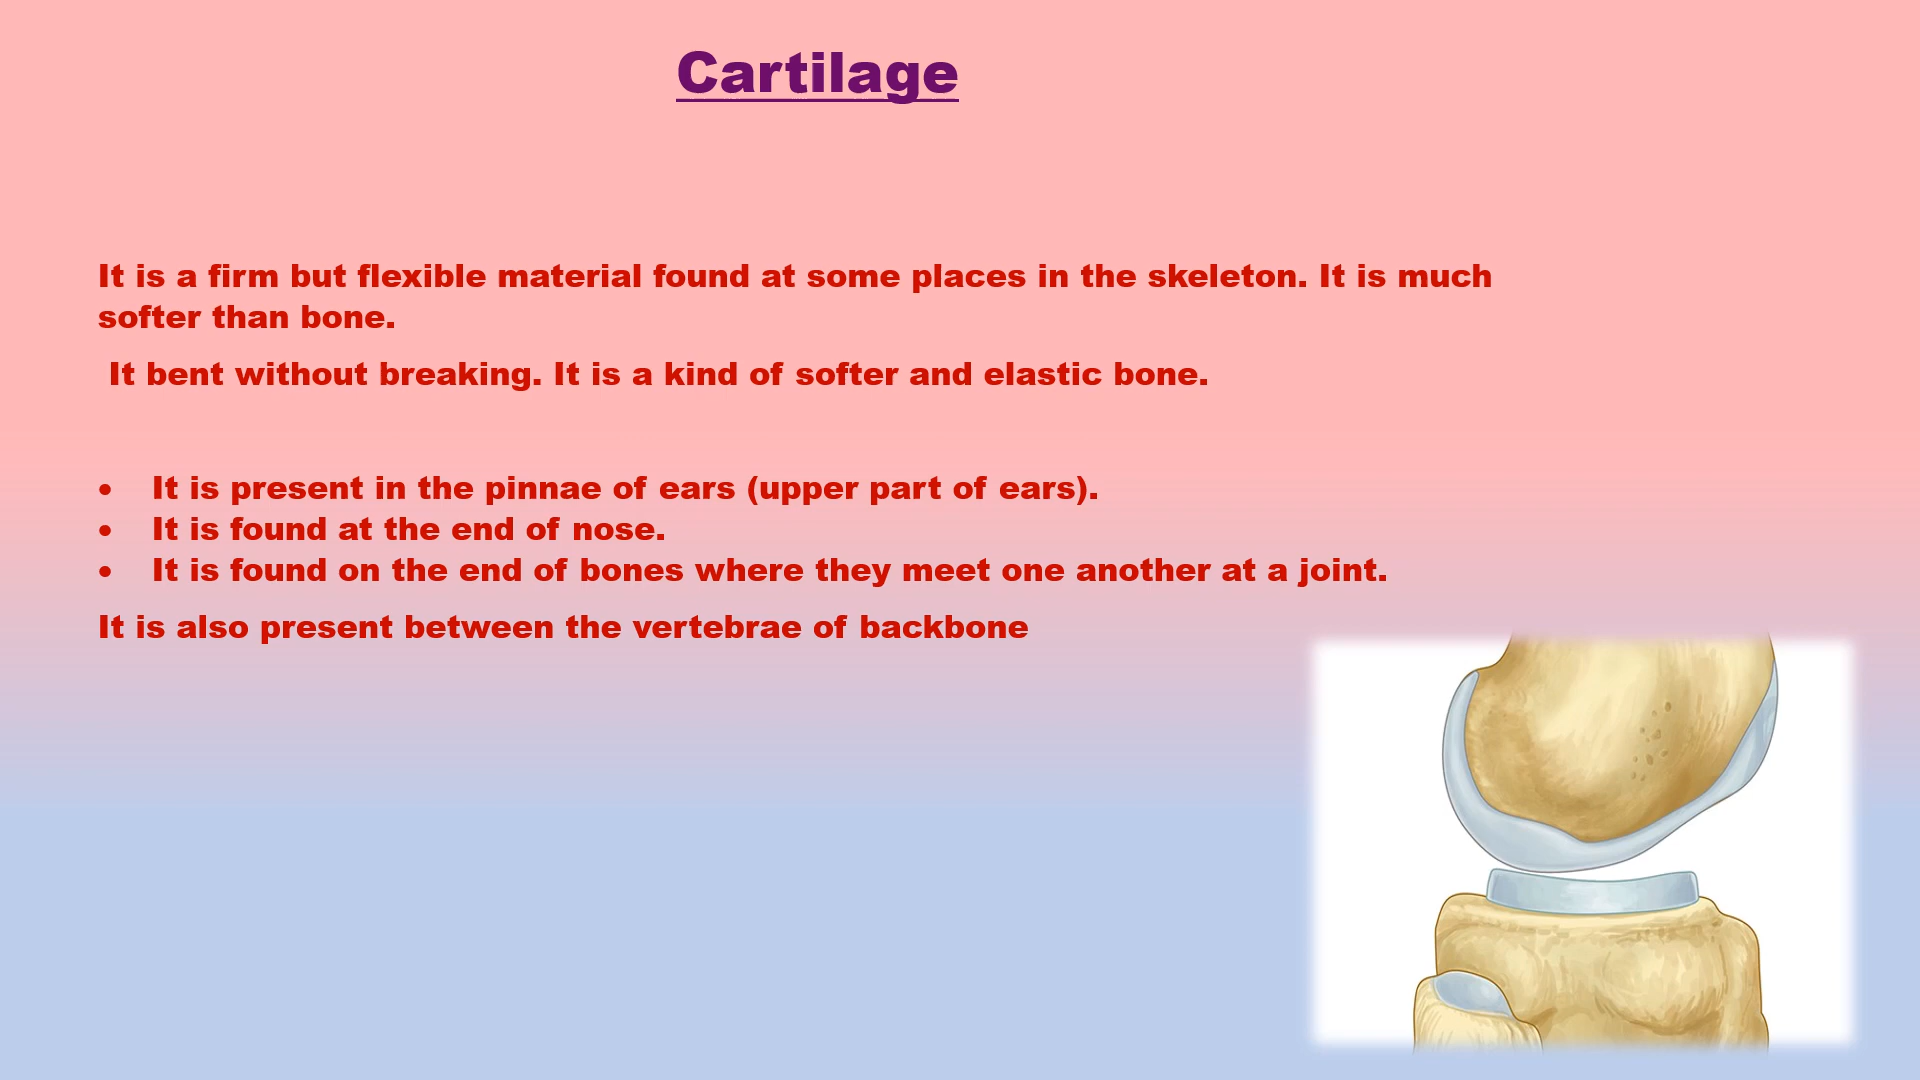 Cartilage
It is a firm but flexible material found at some places in the skeleton. It is much
softer than bone.
It bent without breaking. It is a kind of softer and elastic bone.
• It is present in the pinnae of ears (upper part of ears).
• It is found at the end of nose.
• It is found on the end of bones where they meet one another at a joint.
It is also present between the vertebrae of backbone